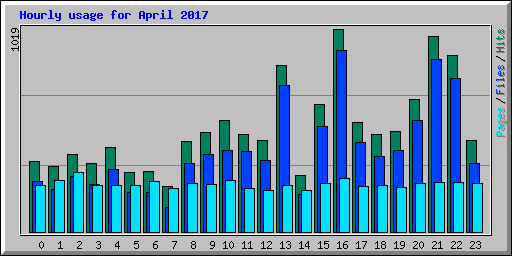 Hourly usage for April 2017
1019
Pages / Files / Hits
0 1 2 3 4 5 6 7 8 9 10 11 12 13 14 15 16 17 18 19 20 21 22 23